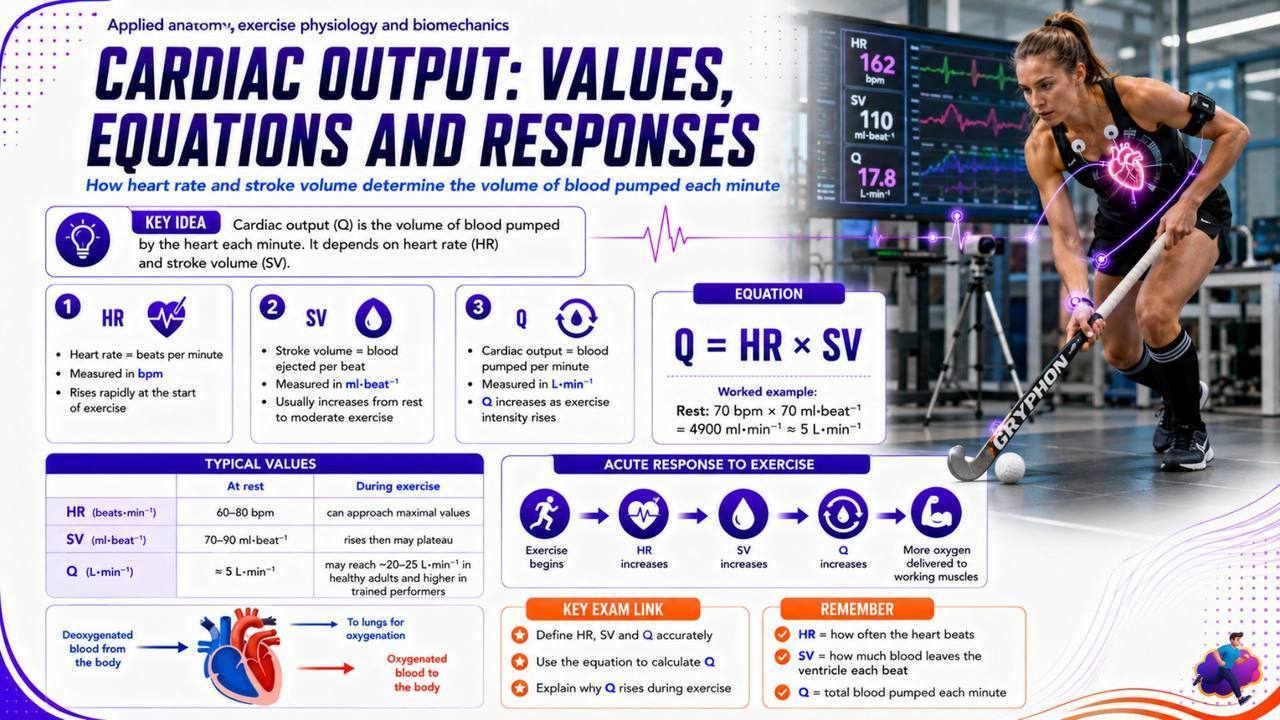 Applied anatomy, exercise physiology and biomechanics
CARDIAC OUTPUT: VALUES,
EQUATIONS AND RESPONSES
How heart rate and stroke volume determine the volume of blood pumped each minute
KEY IDEA Cardiac output (Q) is the volume of blood pumped
by the heart each minute. It depends on heart rate (HR)
and stroke volume (SV).
HR
162
bpm
SV
110
ml·beat⁻¹
Q
17.8
L·min⁻¹
1 HR
• Heart rate = beats per minute
• Measured in bpm
• Rises rapidly at the start
of exercise
2 SV
• Stroke volume = blood
ejected per beat
• Measured in ml·beat⁻¹
• Usually increases from rest
to moderate exercise
3 Q
• Cardiac output = blood
pumped per minute
• Measured in L·min⁻¹
• Q increases as exercise
intensity rises
EQUATION
Q = HR × SV
Worked example:
Rest: 70 bpm × 70 ml·beat⁻¹
= 4900 ml·min⁻¹ ≈ 5 L·min⁻¹
GRYPHON
TYPICAL VALUES
At rest During exercise
HR (beats·min⁻¹) 60–80 bpm can approach maximal values
SV (ml·beat⁻¹) 70–90 ml·beat⁻¹ rises then may plateau
Q (L·min⁻¹) ≈ 5 L·min⁻¹ may reach ~20–25 L·min⁻¹ in
healthy adults and higher in
trained performers
ACUTE RESPONSE TO EXERCISE
Exercise
begins
HR
increases
SV
increases
Q
increases
More oxygen
delivered to
working muscles
Deoxygenated
blood from
the body
To lungs for
oxygenation
Oxygenated
blood to
the body
KEY EXAM LINK
Define HR, SV and Q accurately
Use the equation to calculate Q
Explain why Q rises during exercise
REMEMBER
HR = how often the heart beats
SV = how much blood leaves the
ventricle each beat
Q = total blood pumped each minute